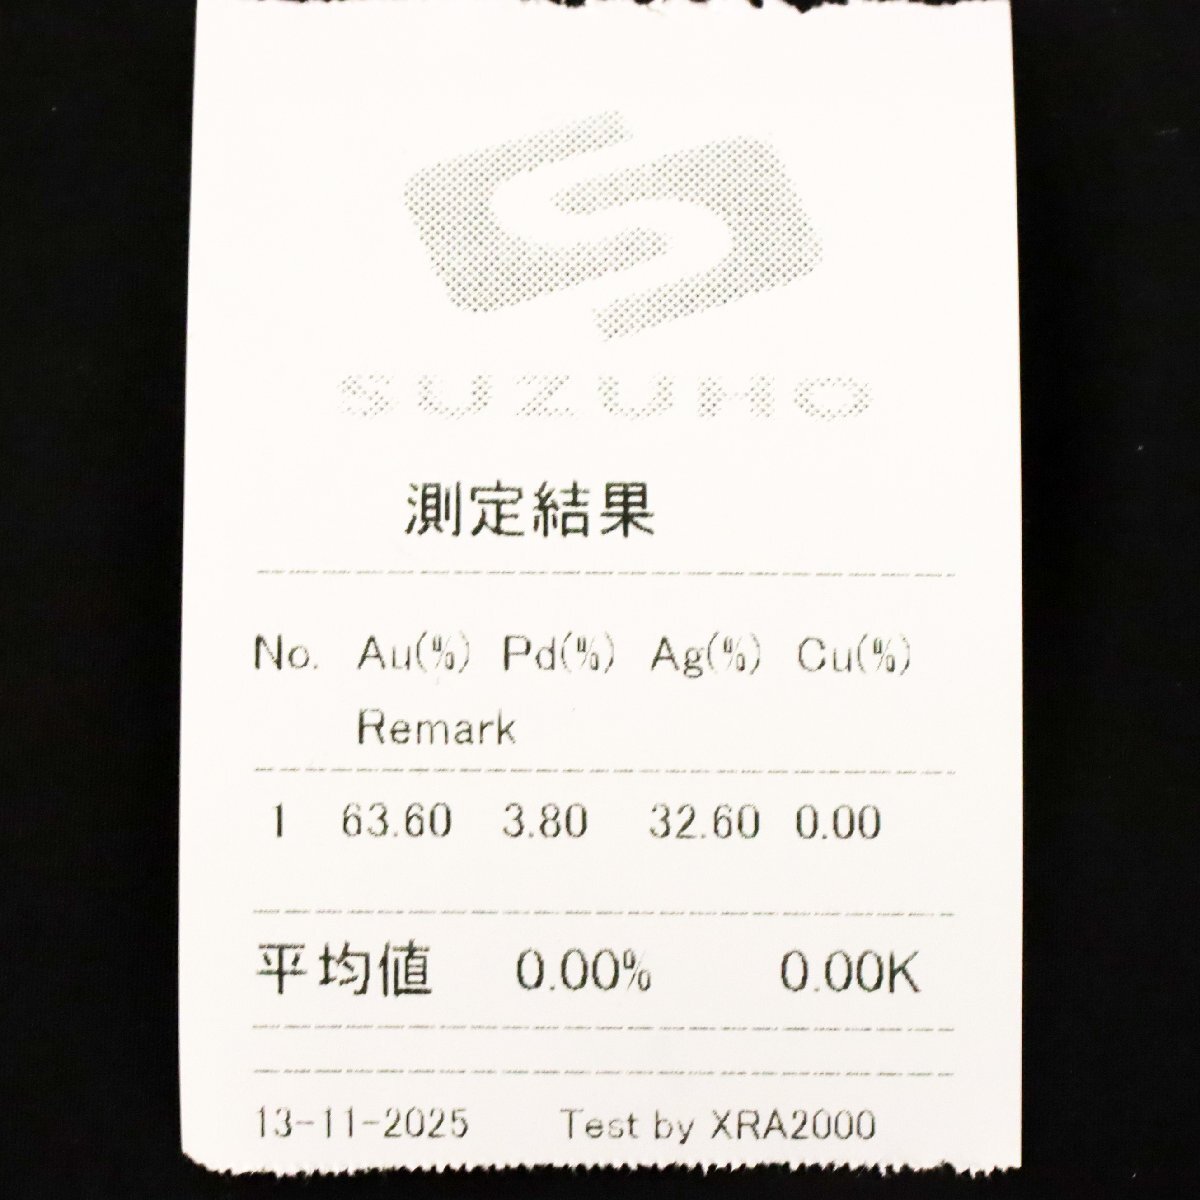 SUZUHO
測定結果
No. Au(%) Pd(%) Ag(%) Cu(%)
Remark
1 63.60 3.80 32.60 0.00
平均値 0.00% 0.00K
13-11-2025 Test by XRA2000